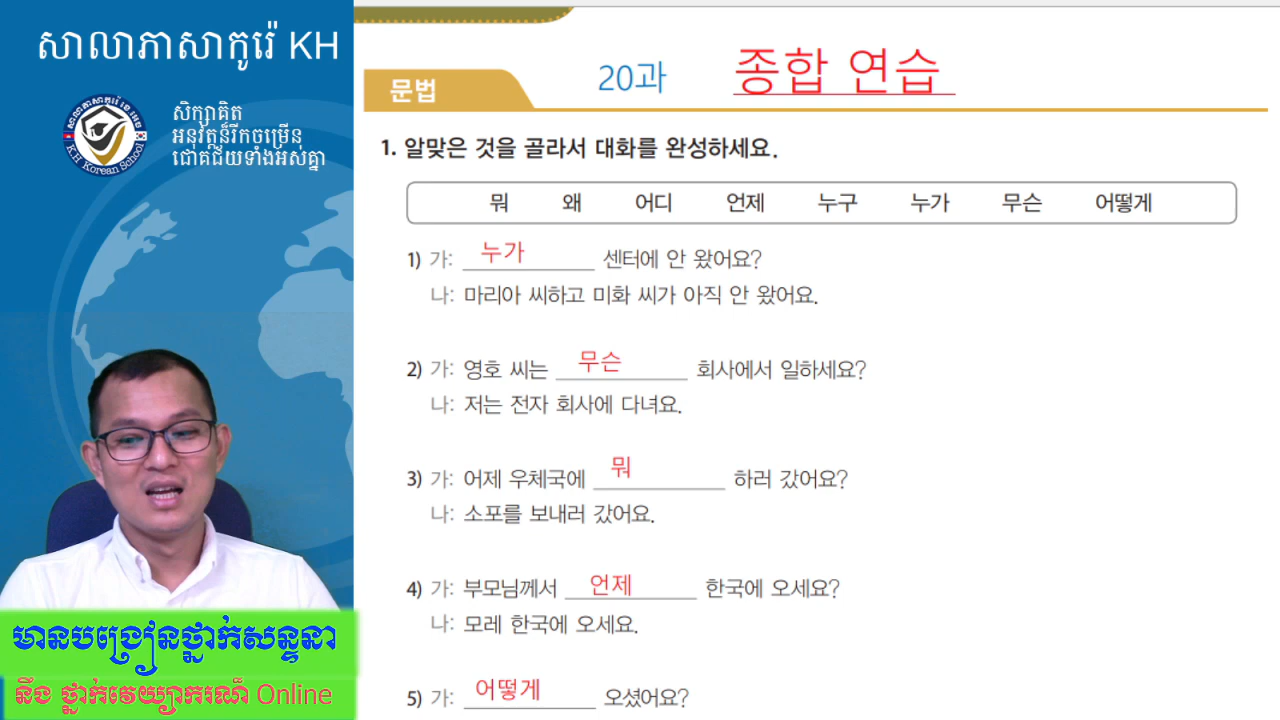 សាលាភាសាកូរ៉េ KH
សាលាភាសាកូរ៉េ ខេ អេច
K.H Korean School
សិក្សាគិត
អនុវត្តន៏រីកចម្រើន
ជោគជ័យទាំងអស់គ្នា
មានបង្រៀនថ្នាក់សន្ទនា
នឹង ថ្នាក់វេយ្យាករណ៏ Online
문법
20과
종합 연습
1. 알맞은 것을 골라서 대화를 완성하세요.
뭐 왜 어디 언제 누구 누가 무슨 어떻게
1) 가: 누가 센터에 안 왔어요?
나: 마리아 씨하고 미화 씨가 아직 안 왔어요.
2) 가: 영호 씨는 무슨 회사에서 일하세요?
나: 저는 전자 회사에 다녀요.
3) 가: 어제 우체국에 뭐 하러 갔어요?
나: 소포를 보내러 갔어요.
4) 가: 부모님께서 언제 한국에 오세요?
나: 모레 한국에 오세요.
5) 가: 어떻게 오셨어요?